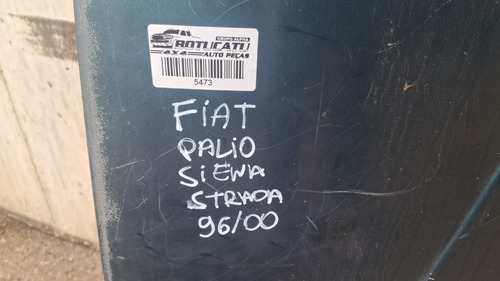 GRUPO ALPHA
BOTUCATU
4x4 AUTO PEÇAS
5473
FiAT
PALiO
SiENA
STRADA
96/00